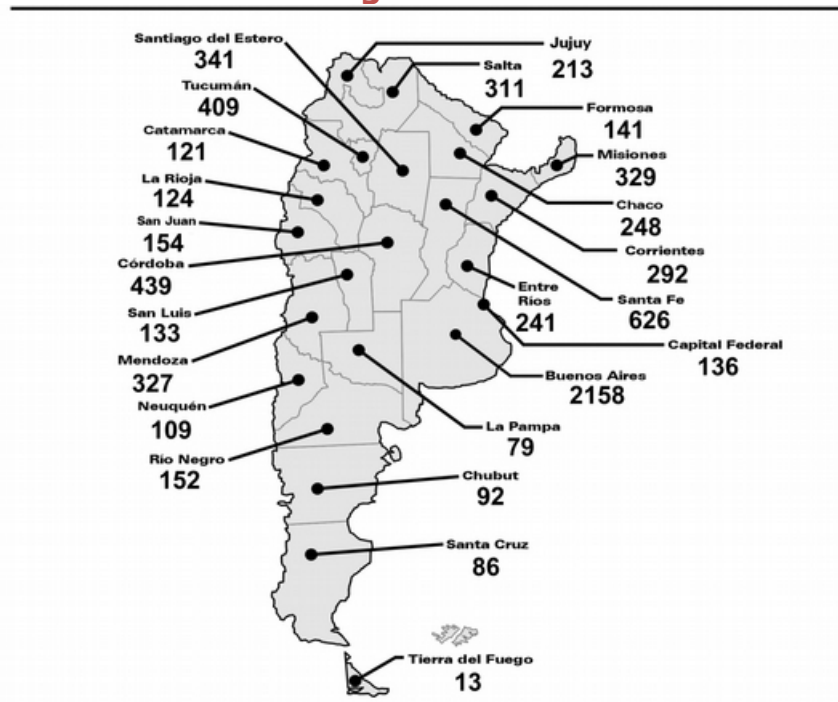 Santiago del Estero
341
Tucumán
409
Catamarca
121
La Rioja
124
San Juan
154
Córdoba
439
San Luis
133
Mendoza
327
Neuquén
109
Río Negro
152
Jujuy
213
Salta
311
Formosa
141
Misiones
329
Chaco
248
Corrientes
292
Santa Fe
626
Entre
Ríos
241
Capital Federal
136
Buenos Aires
2158
La Pampa
79
Chubut
92
Santa Cruz
86
Tierra del Fuego
13